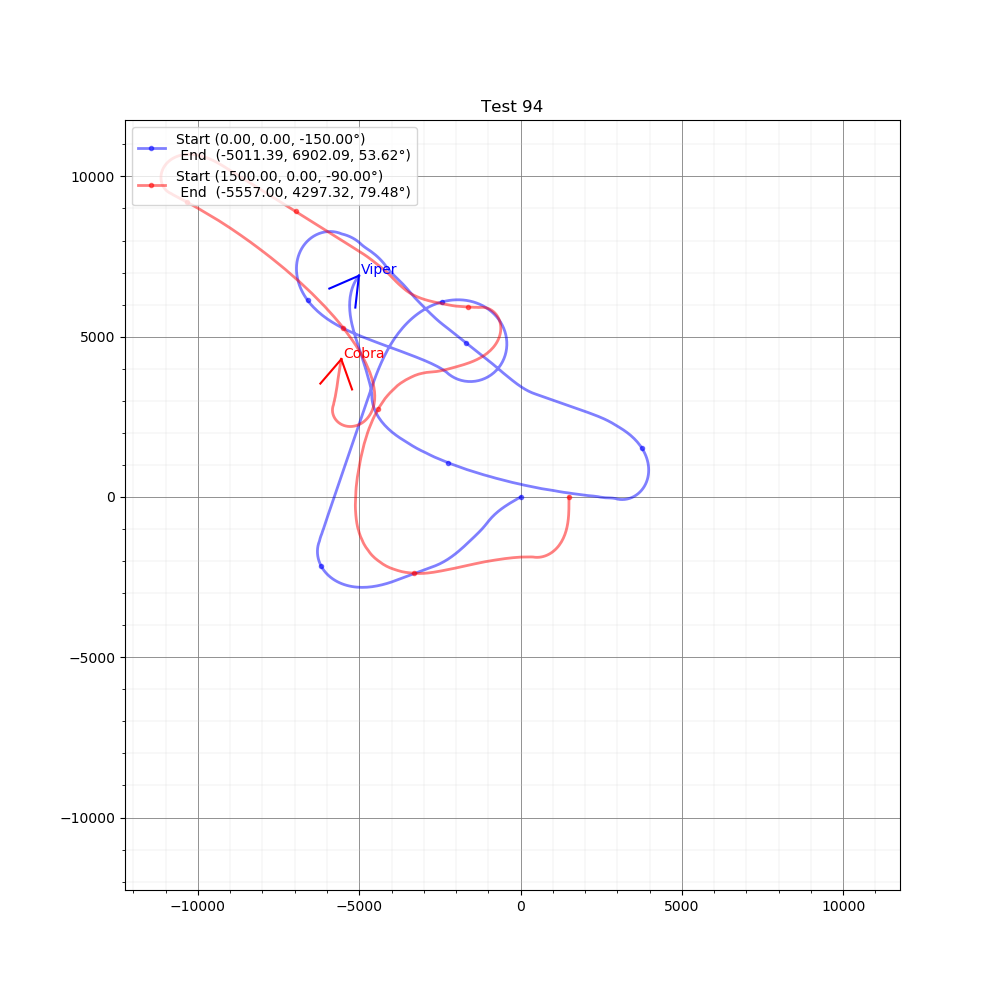 Test 94
Start (0.00, 0.00, -150.00°)
End (-5011.39, 6902.09, 53.62°)
Start (1500.00, 0.00, -90.00°)
End (-5557.00, 4297.32, 79.48°)
10000
5000
0
−5000
−10000
Viper
Cobra
−10000
−5000
0
5000
10000